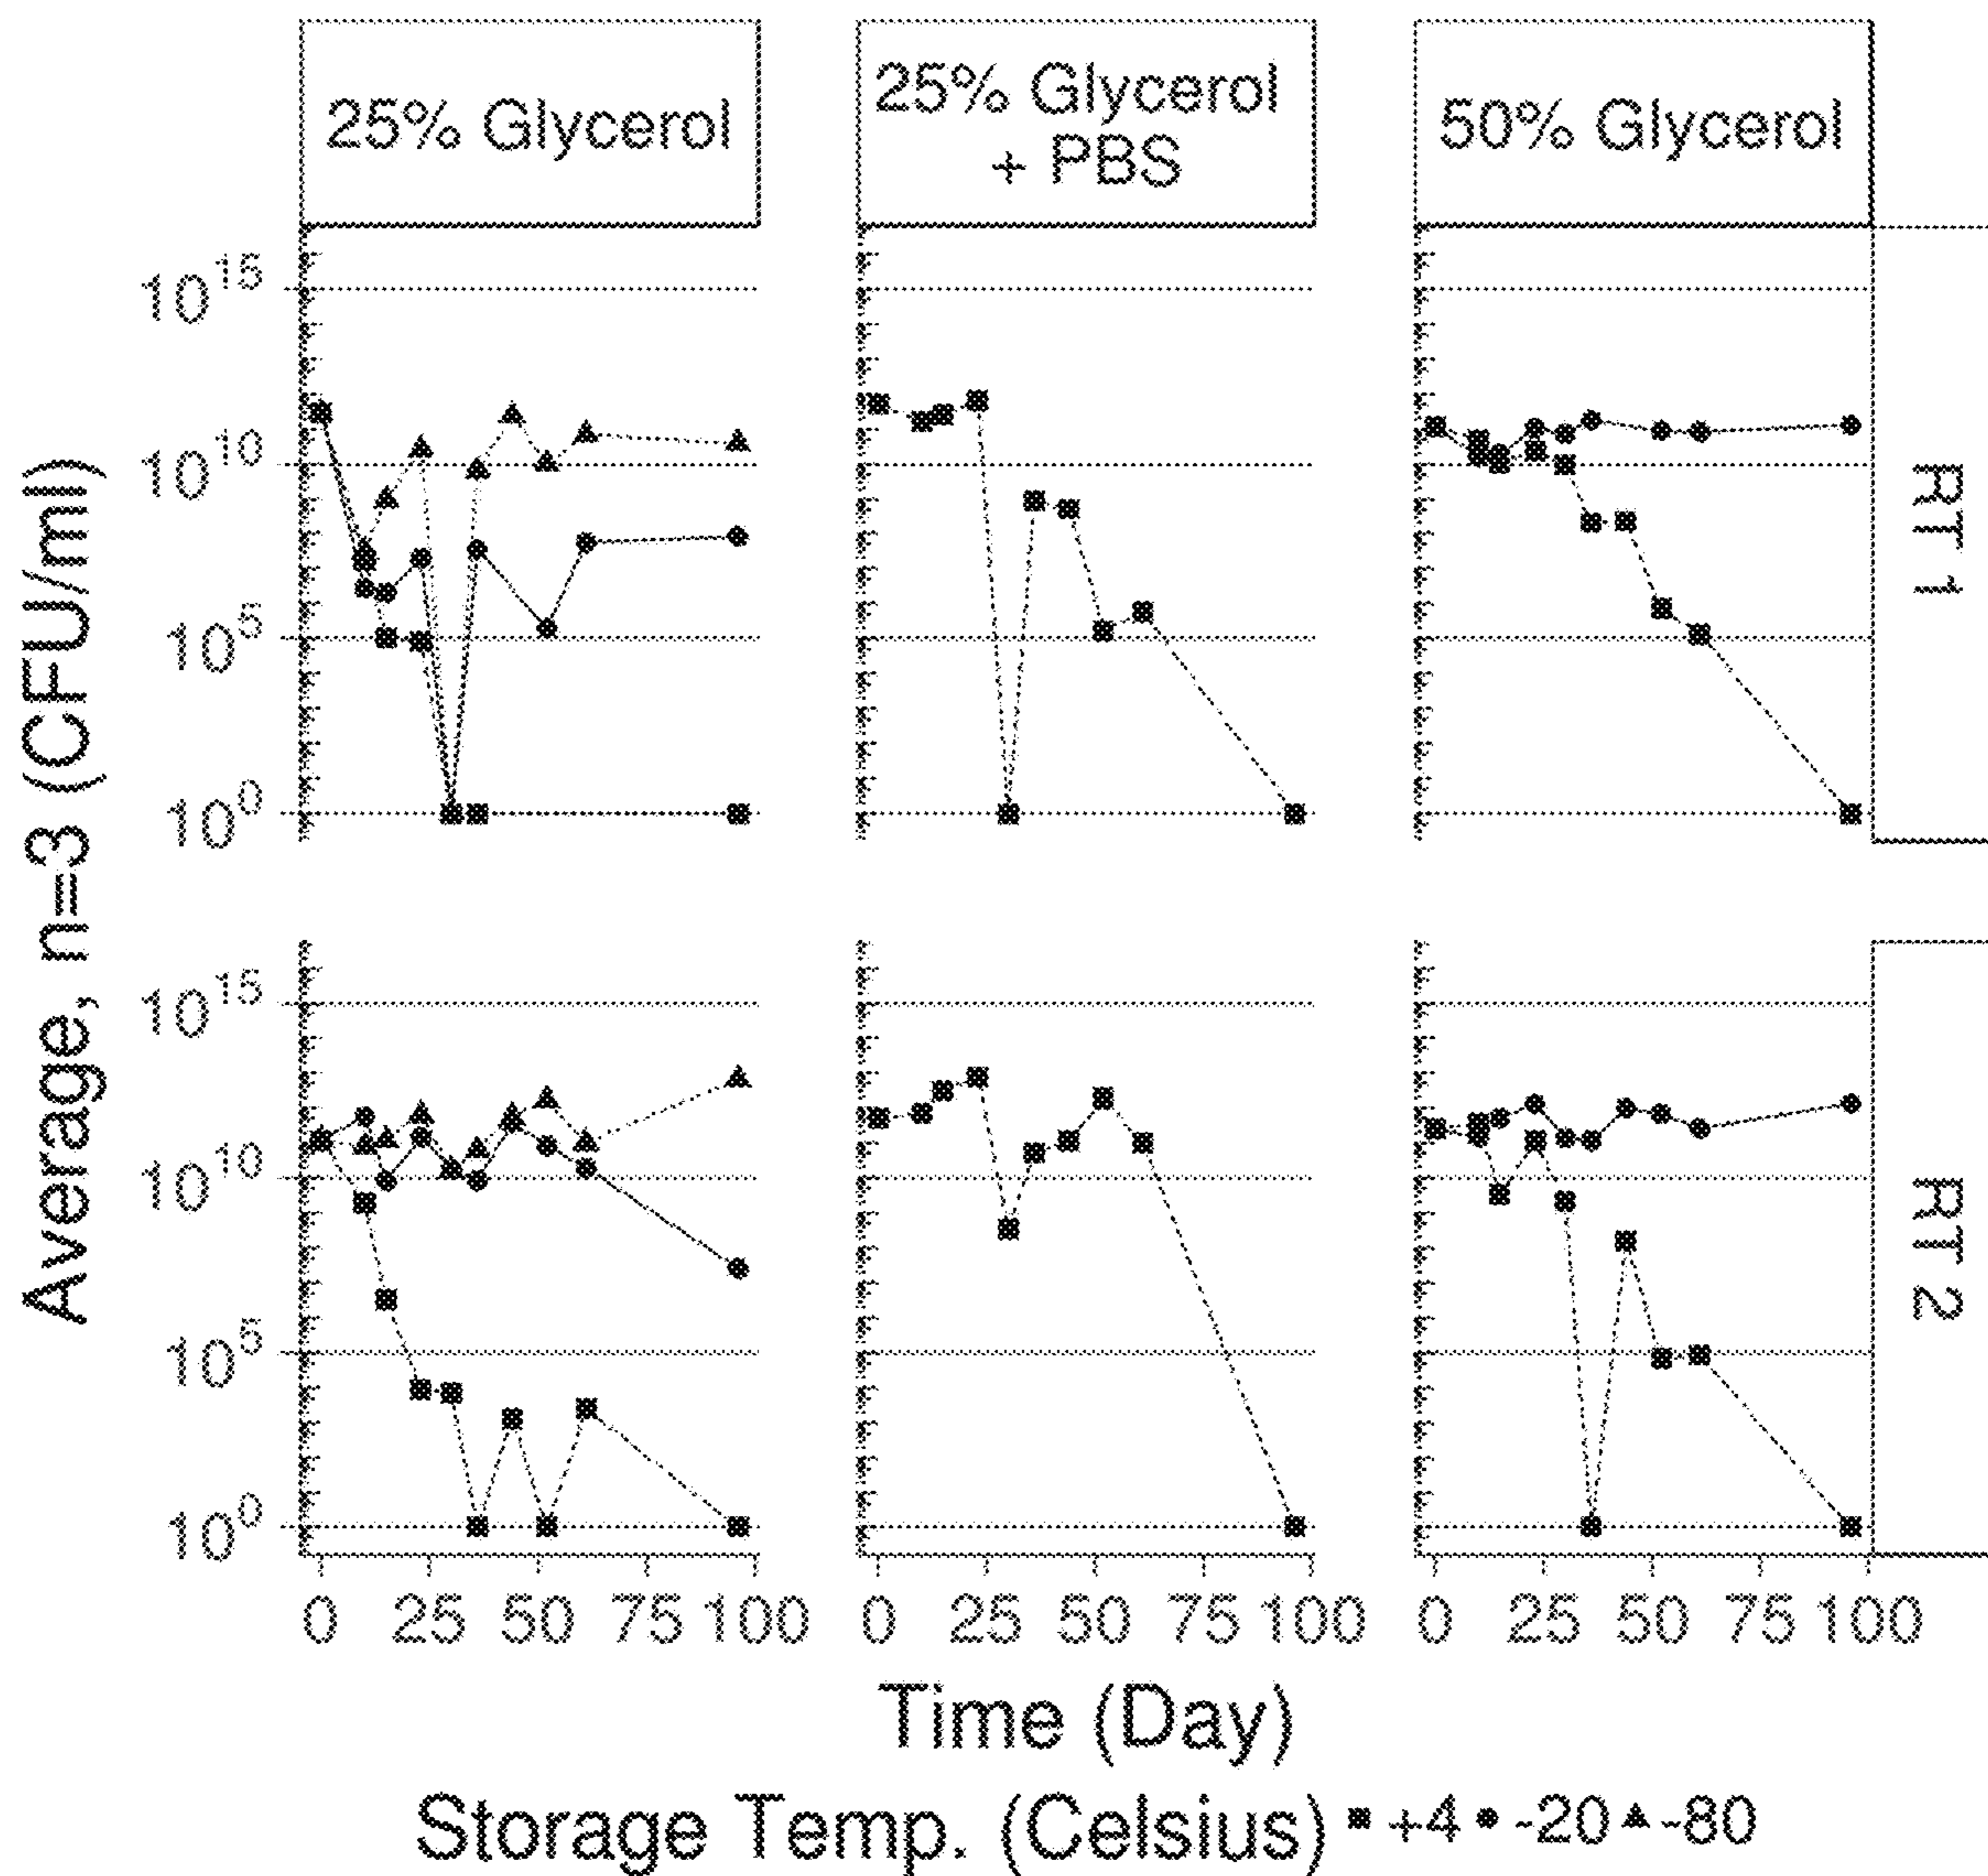 25% Glycerol
25% Glycerol
+ PBS
50% Glycerol
Average, n=3 (CFU/ml)
10^15
10^10
10^5
10^0
RT 1
10^15
10^10
10^5
10^0
RT 2
0 25 50 75 100
0 25 50 75 100
0 25 50 75 100
Time (Day)
Storage Temp. (Celsius) +4 -20 -80